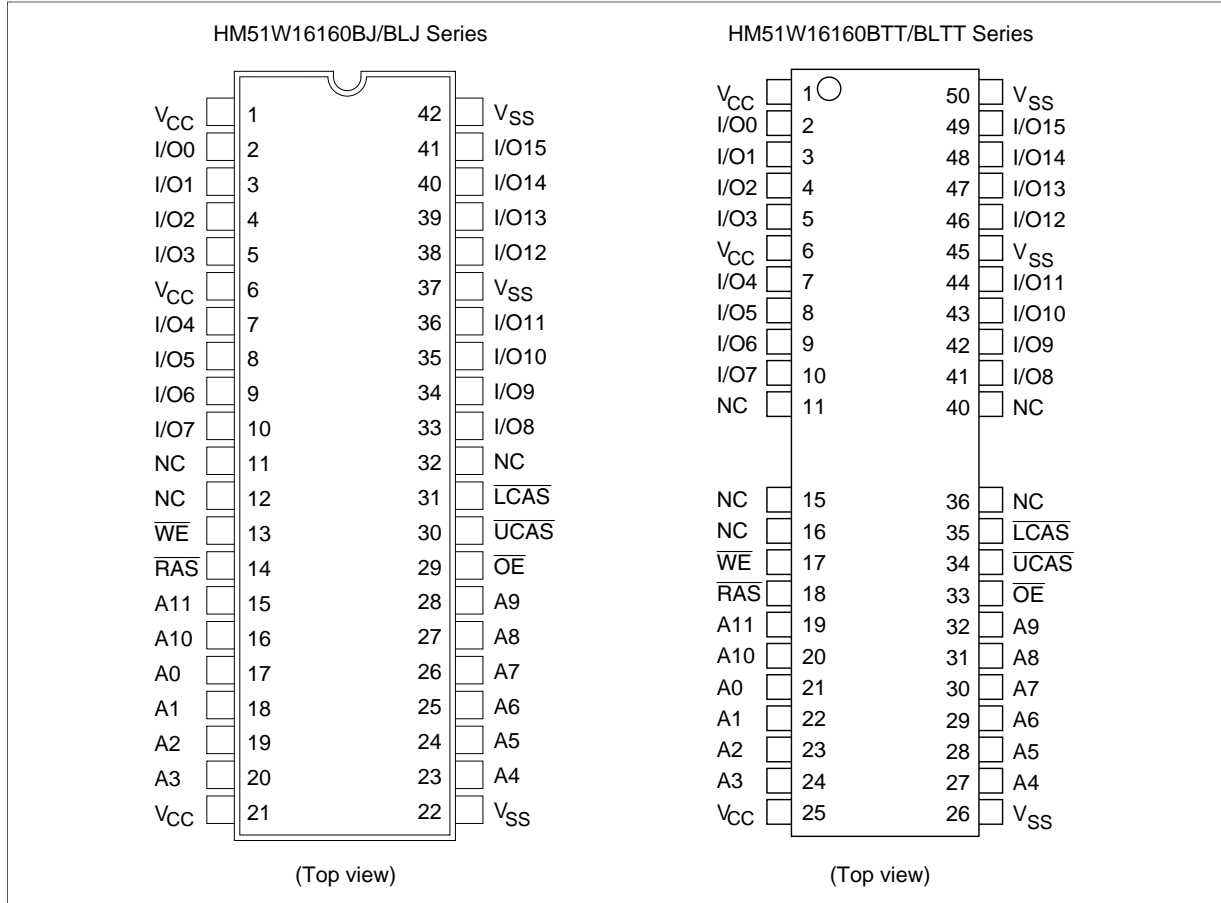 HM51W16160BJ/BLJ Series
VCC 1 42 VSS
I/O0 2 41 I/O15
I/O1 3 40 I/O14
I/O2 4 39 I/O13
I/O3 5 38 I/O12
VCC 6 37 VSS
I/O4 7 36 I/O11
I/O5 8 35 I/O10
I/O6 9 34 I/O9
I/O7 10 33 I/O8
NC 11 32 NC
NC 12 31 LCAS
WE 13 30 UCAS
RAS 14 29 OE
A11 15 28 A9
A10 16 27 A8
A0 17 26 A7
A1 18 25 A6
A2 19 24 A5
A3 20 23 A4
VCC 21 22 VSS
(Top view)
HM51W16160BTT/BLTT Series
VCC 1 50 VSS
I/O0 2 49 I/O15
I/O1 3 48 I/O14
I/O2 4 47 I/O13
I/O3 5 46 I/O12
VCC 6 45 VSS
I/O4 7 44 I/O11
I/O5 8 43 I/O10
I/O6 9 42 I/O9
I/O7 10 41 I/O8
NC 11 40 NC
NC 15 36 NC
NC 16 35 LCAS
WE 17 34 UCAS
RAS 18 33 OE
A11 19 32 A9
A10 20 31 A8
A0 21 30 A7
A1 22 29 A6
A2 23 28 A5
A3 24 27 A4
VCC 25 26 VSS
(Top view)